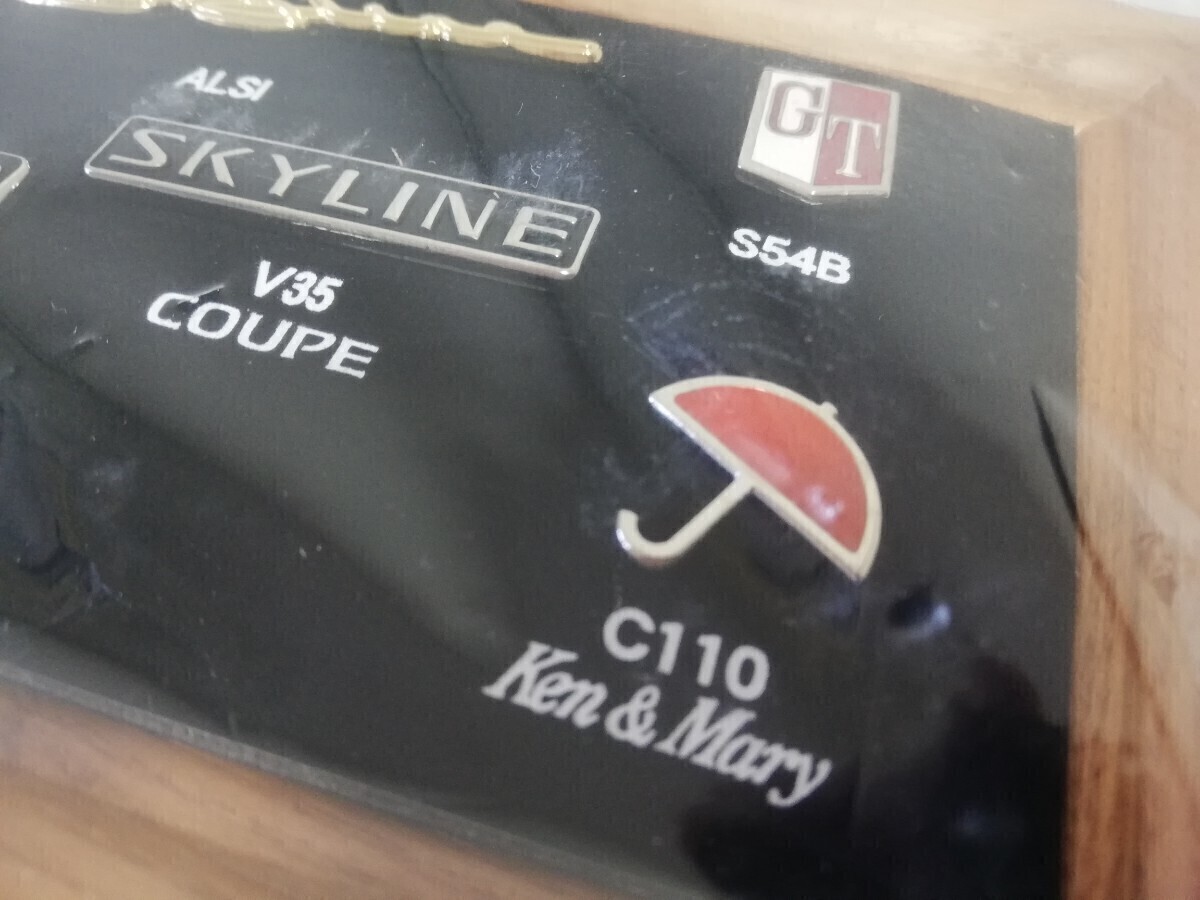 ALSI
SKYLINE
V35
COUPE
GT
S54B
C110
Ken & Mary